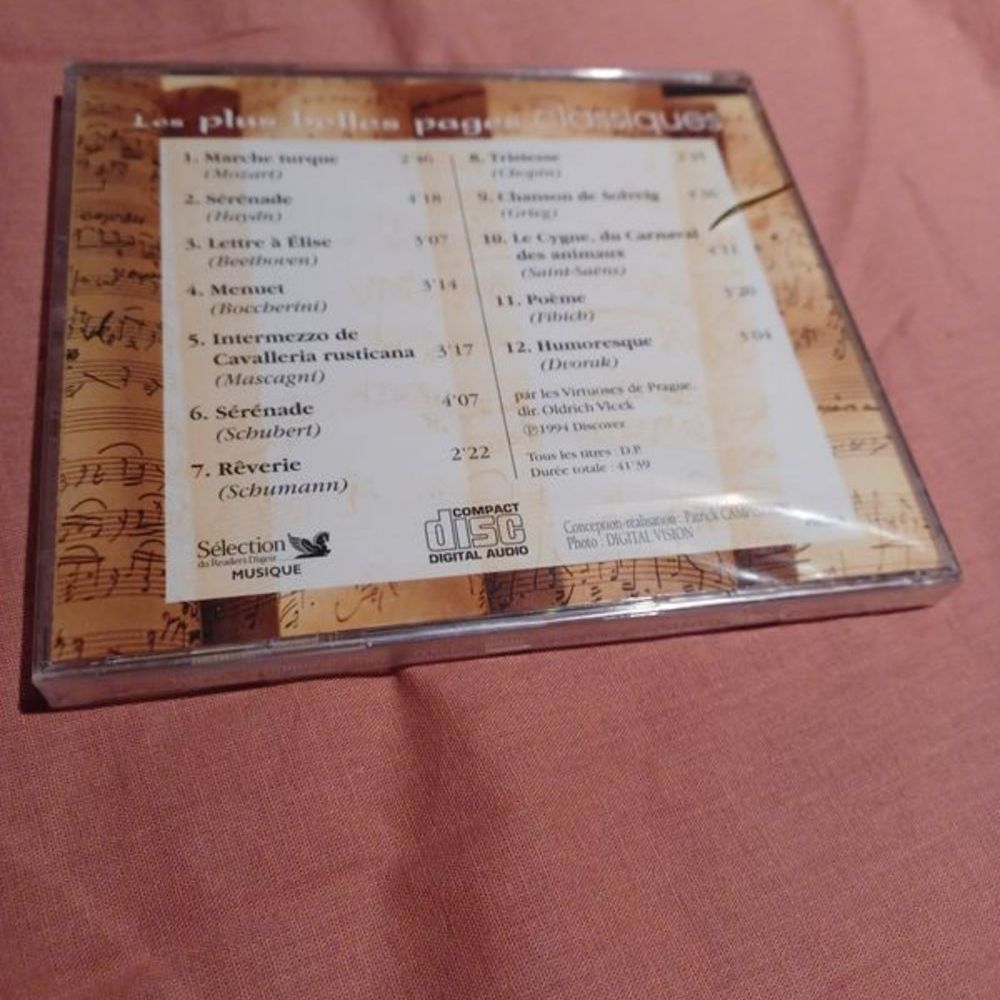 Les plus belles pages classiques
1. Marche turque 2'46
(Mozart)
2. Sérénade 4'18
(Haydn)
3. Lettre à Élise 3'07
(Beethoven)
4. Menuet 3'14
(Boccherini)
5. Intermezzo de
Cavalleria rusticana 3'17
(Mascagni)
6. Sérénade 4'07
(Schubert)
7. Rêverie 2'22
(Schumann)
8. Tristesse
(Chopin)
9. Chanson de Solveig
(Grieg)
10. Le Cygne, du Carnaval
des animaux
(Saint-Saëns)
11. Poème
(Fibich)
12. Humoresque
(Dvorak)
par les Virtuoses de Prague,
dir. Oldrich Vlcek
℗ 1994 Discover
Tous les titres : D.P.
Durée totale : 41'39
Sélection
du Reader's Digest
MUSIQUE
COMPACT
disc
DIGITAL AUDIO
Conception-réalisation : Patrick
Photo : DIGITAL VISION